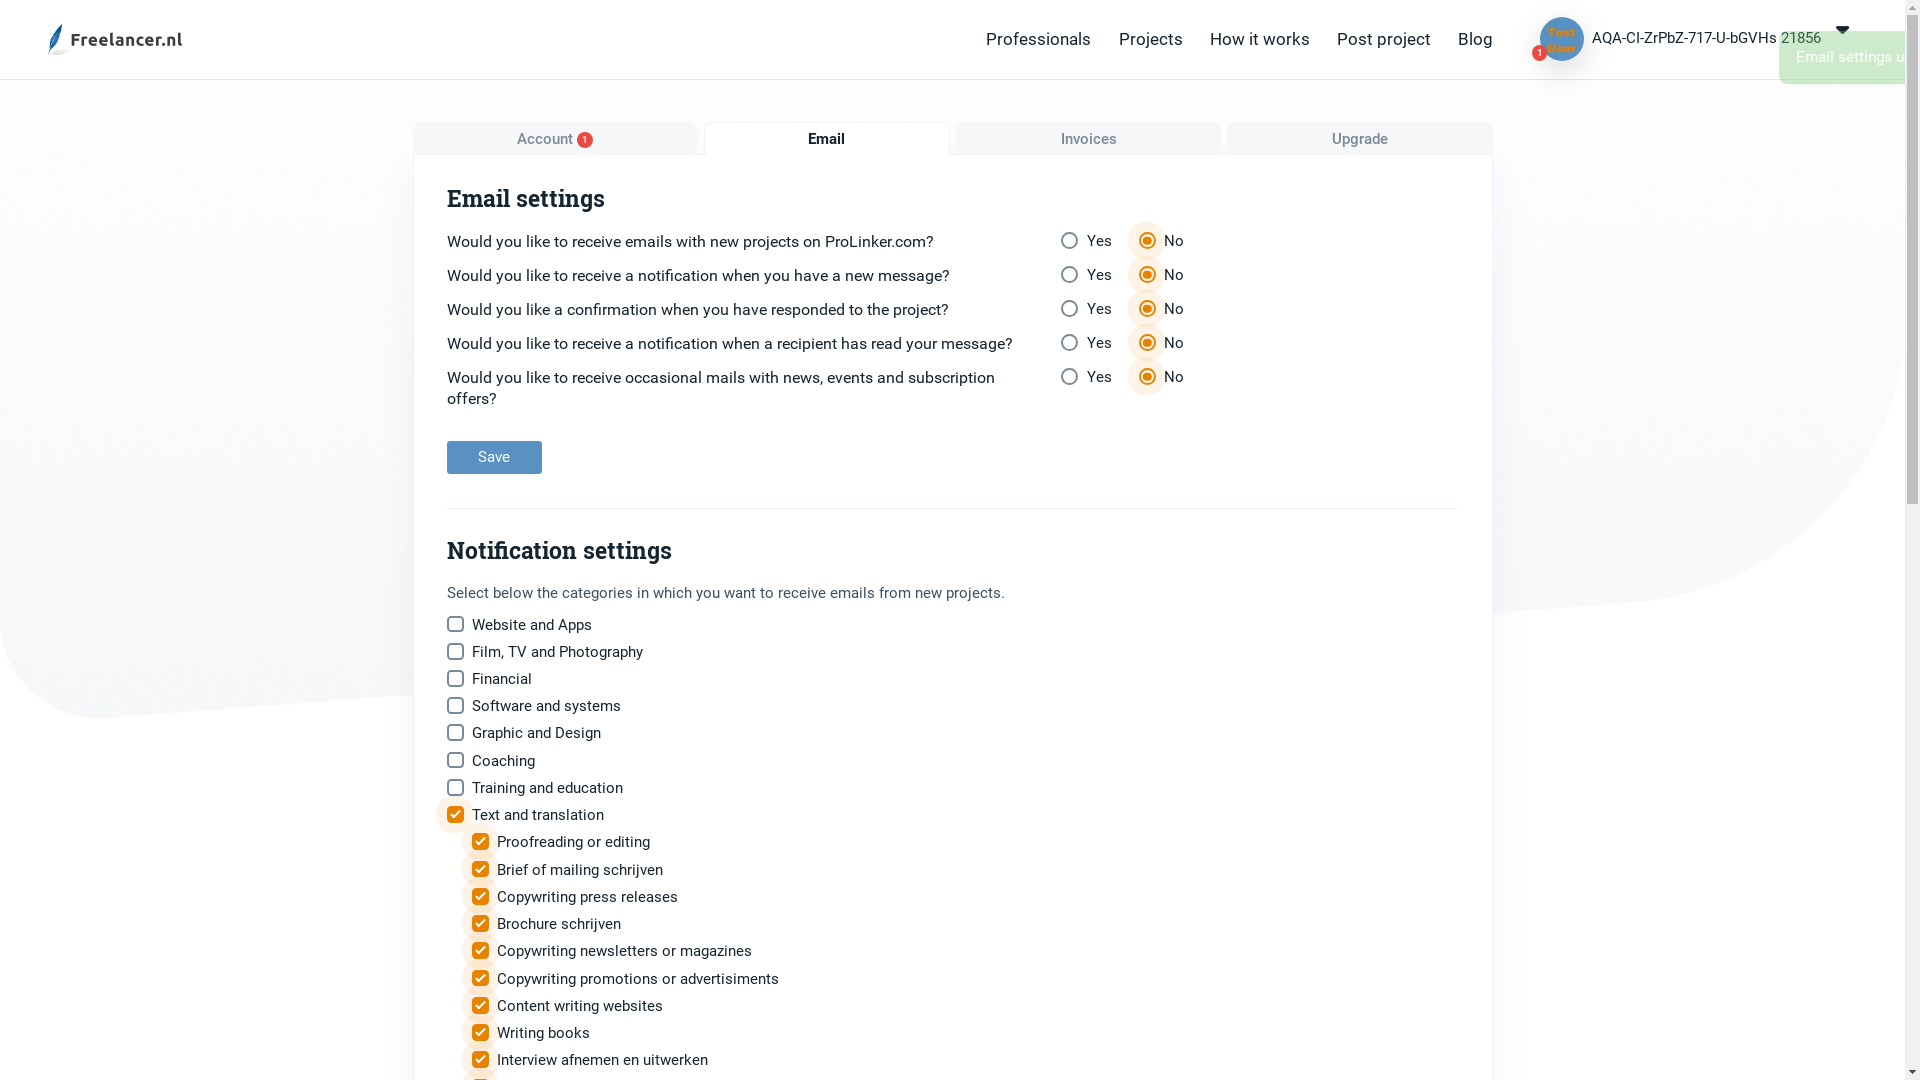 Freelancer.nl
Professionals
Projects
How it works
Post project
Blog
Test
User
1
AQA-CI-ZrPbZ-717-U-bGVHs 21856
Email settings u
Account 1
Email
Invoices
Upgrade
Email settings
Would you like to receive emails with new projects on ProLinker.com? Yes No
Would you like to receive a notification when you have a new message? Yes No
Would you like a confirmation when you have responded to the project? Yes No
Would you like to receive a notification when a recipient has read your message? Yes No
Would you like to receive occasional mails with news, events and subscription Yes No
offers?
Save
Notification settings
Select below the categories in which you want to receive emails from new projects.
Website and Apps
Film, TV and Photography
Financial
Software and systems
Graphic and Design
Coaching
Training and education
Text and translation
Proofreading or editing
Brief of mailing schrijven
Copywriting press releases
Brochure schrijven
Copywriting newsletters or magazines
Copywriting promotions or advertisiments
Content writing websites
Writing books
Interview afnemen en uitwerken